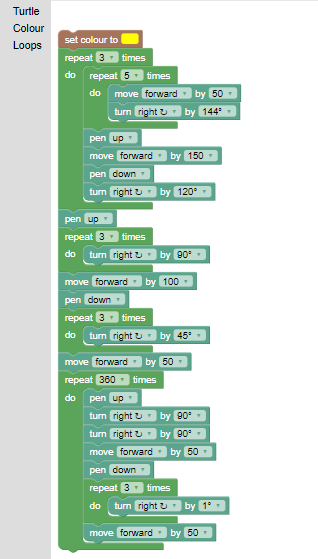 Turtle
Colour
Loops
set colour to
repeat 3 times
do repeat 5 times
do move forward by 50
turn right ↻ by 144°
pen up
move forward by 150
pen down
turn right ↻ by 120°
pen up
repeat 3 times
do turn right ↻ by 90°
move forward by 100
pen down
repeat 3 times
do turn right ↻ by 45°
move forward by 50
repeat 360 times
do pen up
turn right ↻ by 90°
turn right ↻ by 90°
move forward by 50
pen down
repeat 3 times
do turn right ↻ by 1°
move forward by 50